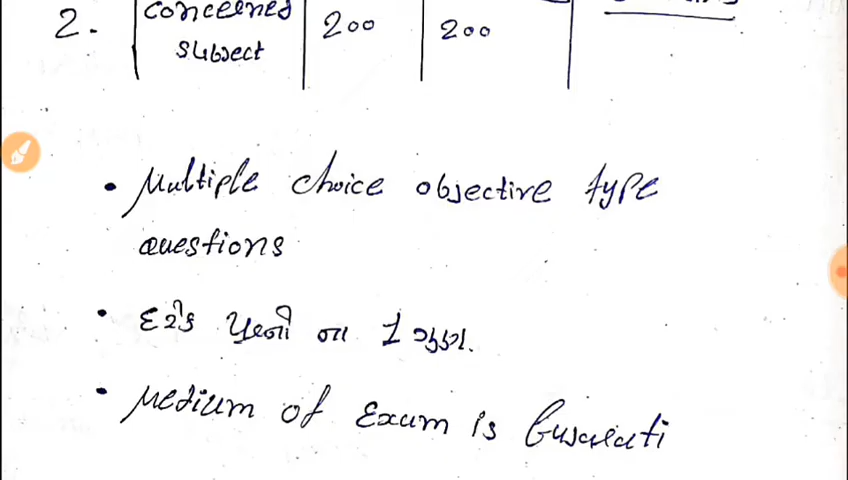 2. concerned 200 200
subject
• Multiple choice objective type
questions
• દરેક પ્રશ્નો ના 1 ગુણ.
• Medium of Exam is Gujarati